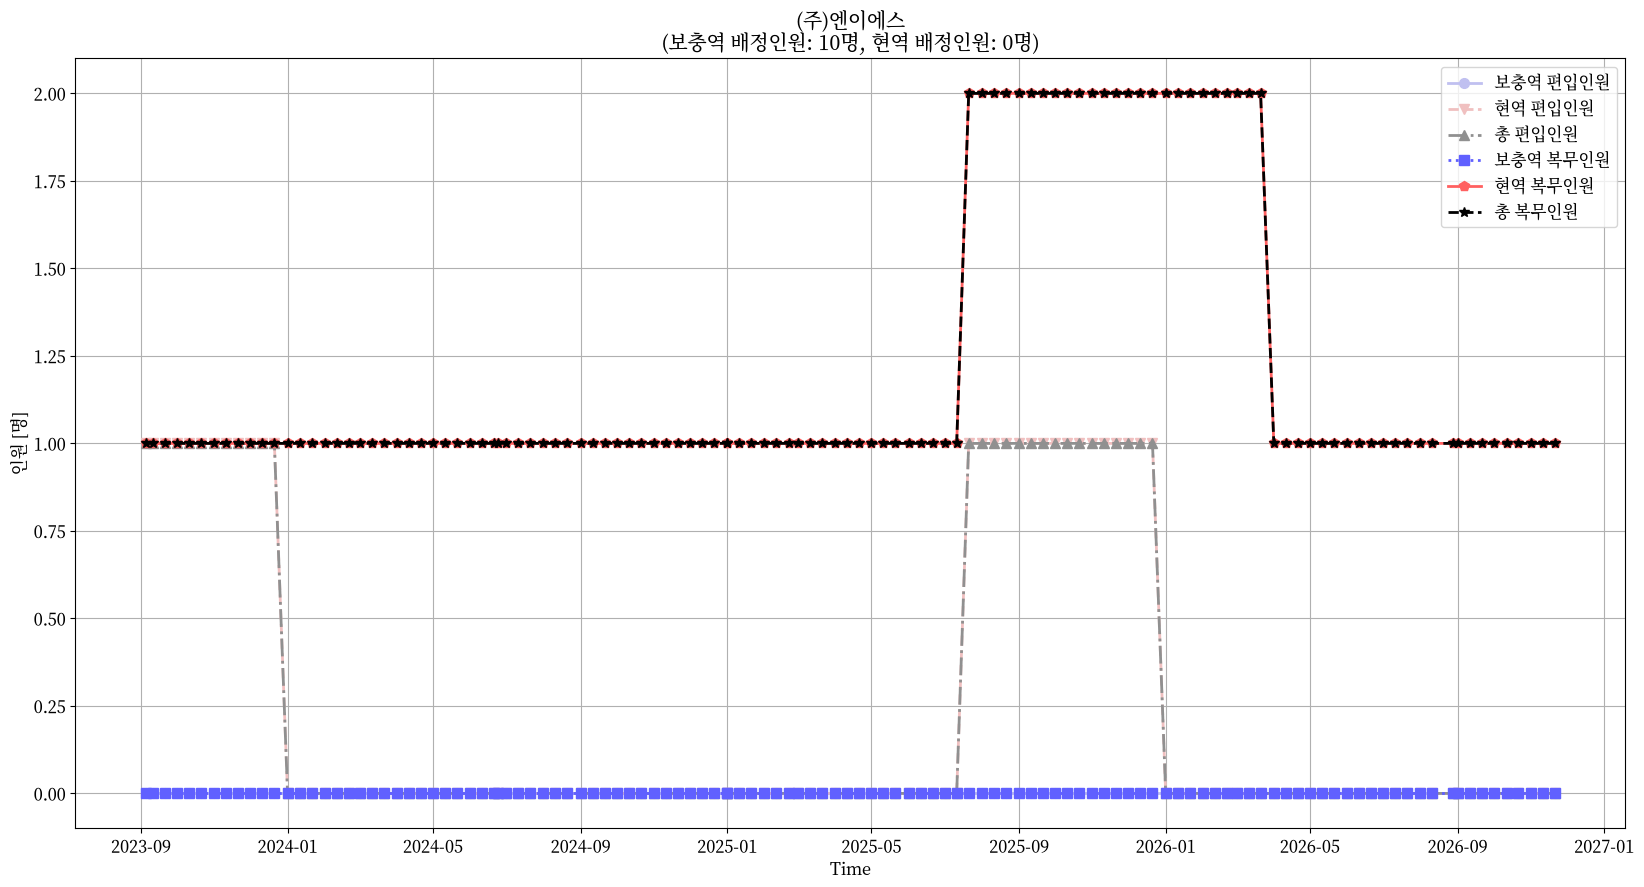 (주)엔이에스
(보충역 배정인원: 10명, 현역 배정인원: 0명)
보충역 편입인원
현역 편입인원
총 편입인원
보충역 복무인원
현역 복무인원
총 복무인원
인원 [명]
2.00
1.75
1.50
1.25
1.00
0.75
0.50
0.25
0.00
2023-09 2024-01 2024-05 2024-09 2025-01 2025-05 2025-09 2026-01 2026-05 2026-09 2027-01
Time